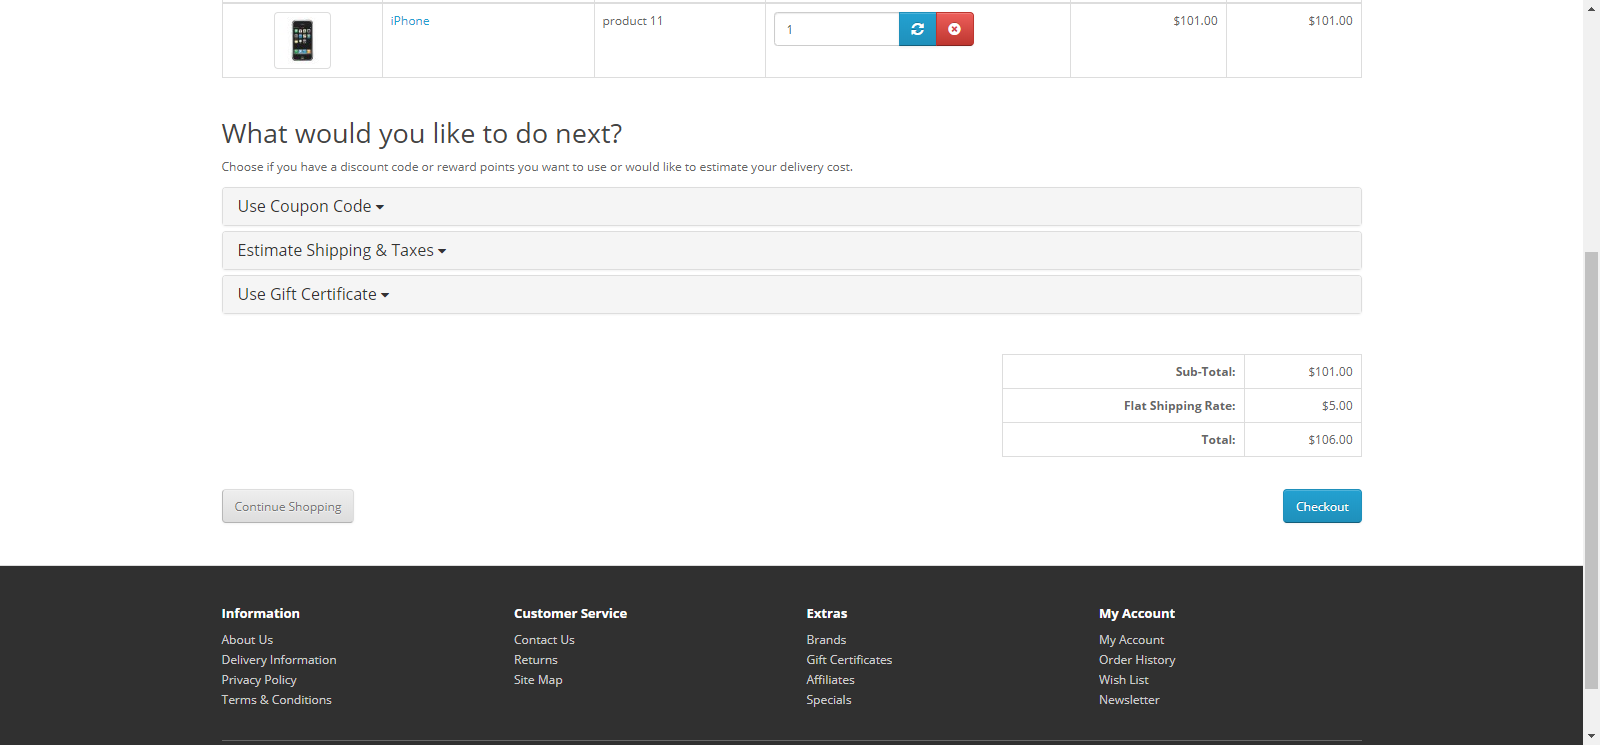 iPhone product 11 1 $101.00 $101.00
What would you like to do next?
Choose if you have a discount code or reward points you want to use or would like to estimate your delivery cost.
Use Coupon Code
Estimate Shipping & Taxes
Use Gift Certificate
Sub-Total: $101.00
Flat Shipping Rate: $5.00
Total: $106.00
Continue Shopping Checkout
Information
About Us
Delivery Information
Privacy Policy
Terms & Conditions
Customer Service
Contact Us
Returns
Site Map
Extras
Brands
Gift Certificates
Affiliates
Specials
My Account
My Account
Order History
Wish List
Newsletter